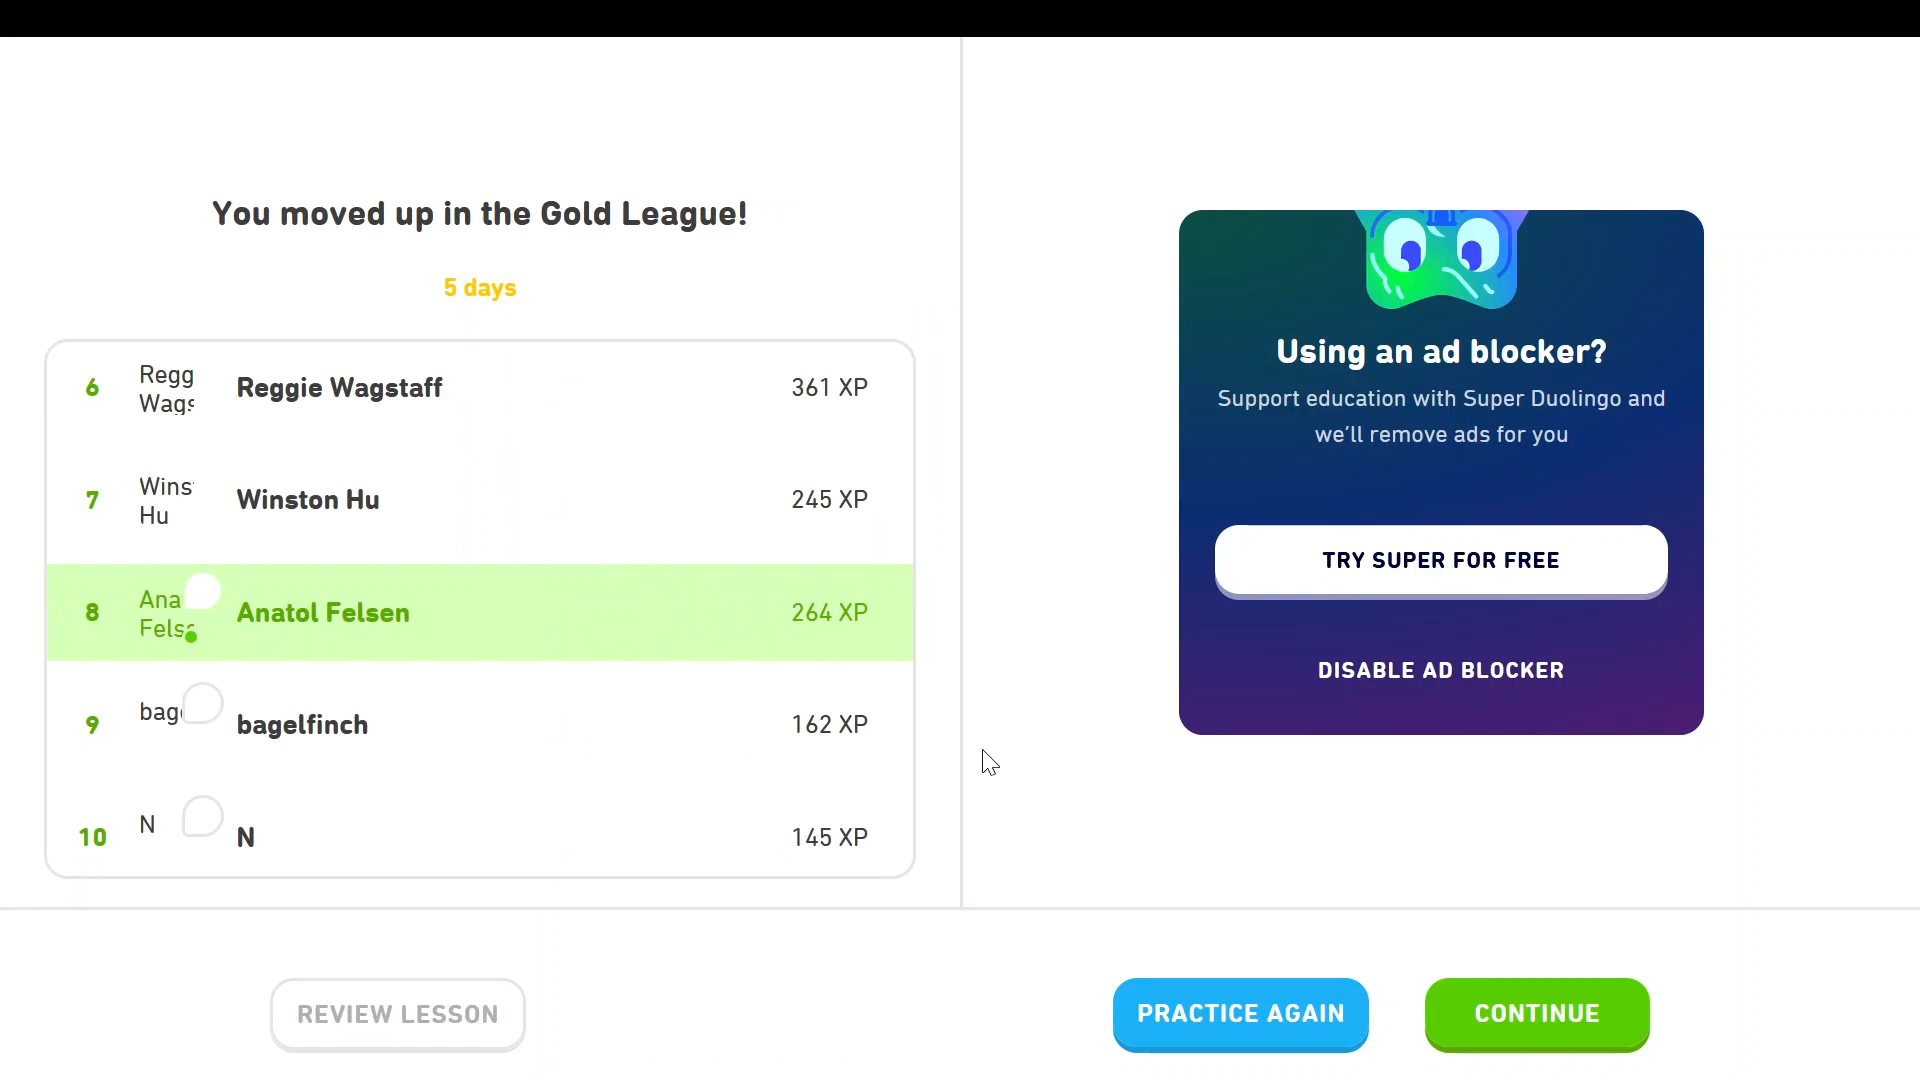 You moved up in the Gold League!
5 days
6
Regg
Wags
Reggie Wagstaff
361 XP
7
Wins
Hu
Winston Hu
245 XP
8
Ana
Felse
Anatol Felsen
264 XP
9
bage
bagelfinch
162 XP
10
N
N
145 XP
Using an ad blocker?
Support education with Super Duolingo and
we'll remove ads for you
TRY SUPER FOR FREE
DISABLE AD BLOCKER
REVIEW LESSON
PRACTICE AGAIN
CONTINUE